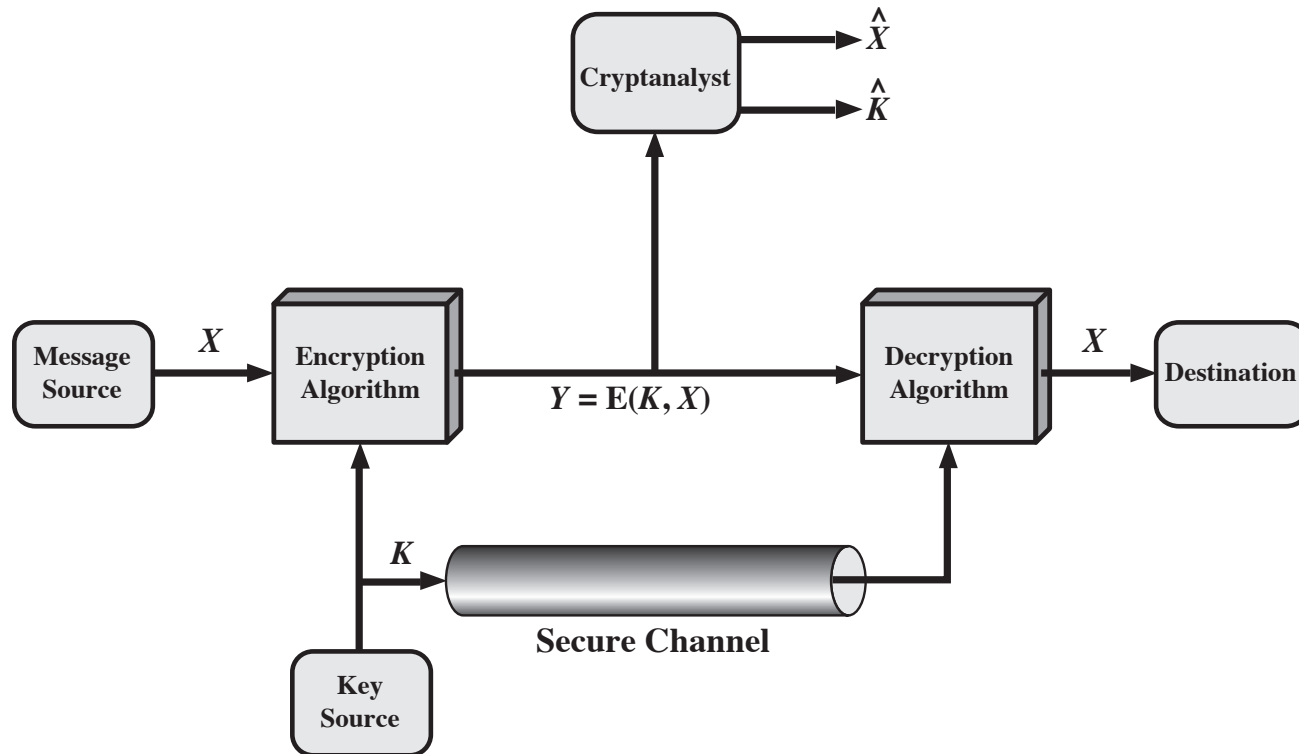 Cryptanalyst
X̂
K̂
Message
Source
X
Encryption
Algorithm
Y = E(K, X)
Decryption
Algorithm
X
Destination
K
Secure Channel
Key
Source